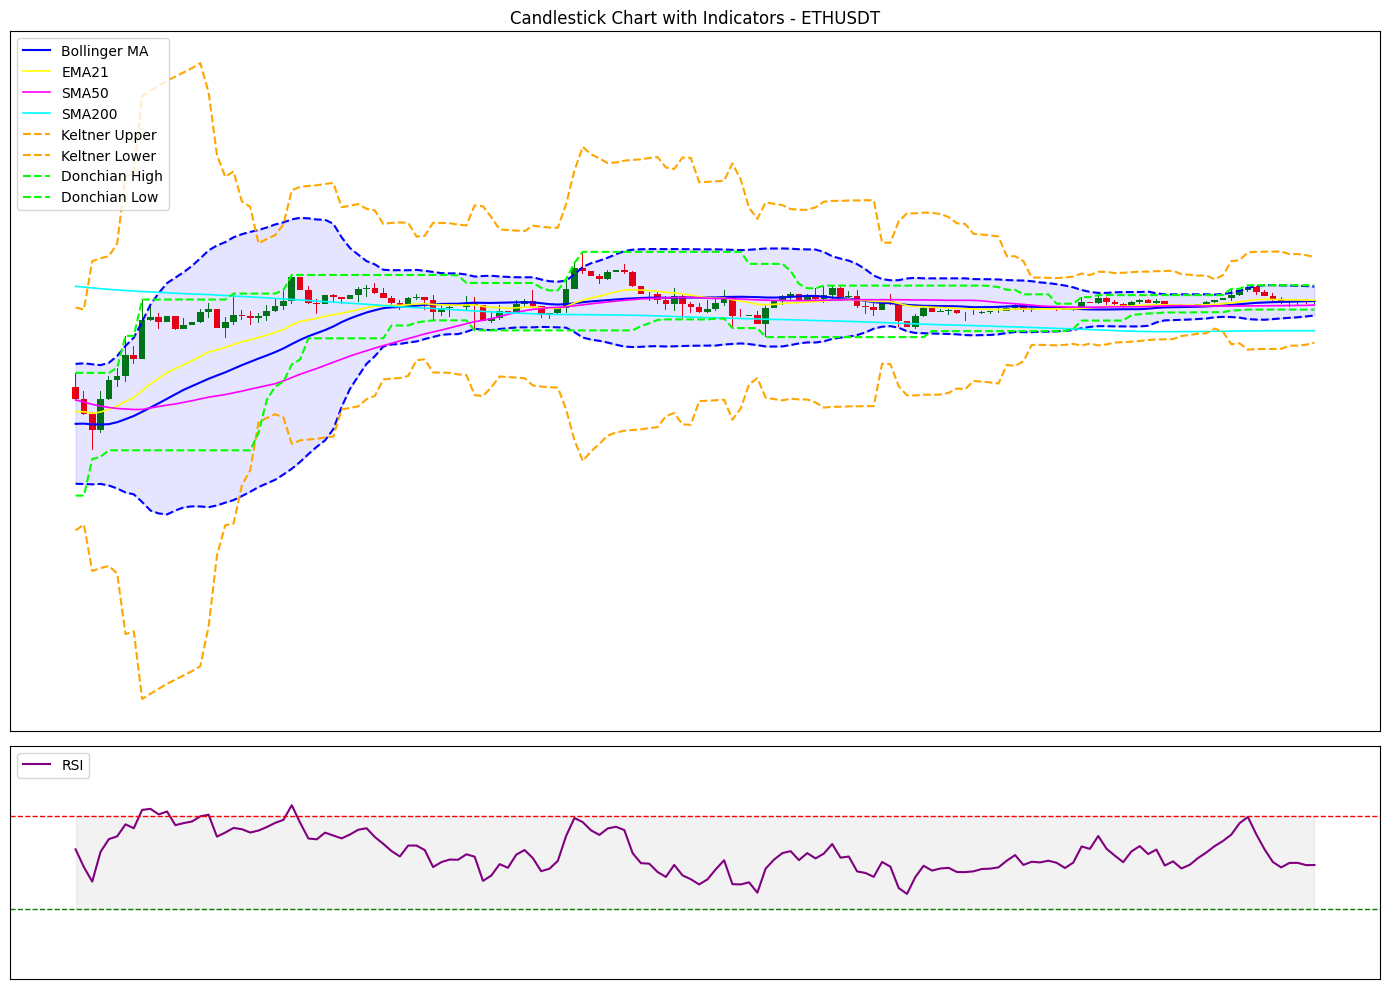 Candlestick Chart with Indicators - ETHUSDT
Bollinger MA
EMA21
SMA50
SMA200
Keltner Upper
Keltner Lower
Donchian High
Donchian Low
RSI